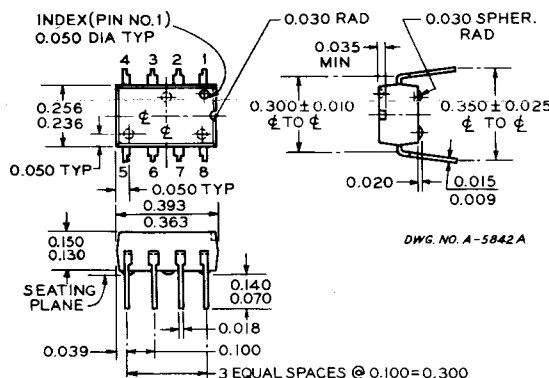 INDEX(PIN NO.1)
0.050 DIA TYP
0.030 RAD
0.030 SPHER.
RAD
0.035
MIN
4 3 2 1
0.256
0.236
℄ ℄
0.300±0.010
℄ TO ℄
0.350±0.025
℄ TO ℄
0.050 TYP
5 6 7 8
0.050 TYP
0.020
0.015
0.009
0.393
0.363
DWG. NO. A-5842A
0.150
0.130
SEATING
PLANE
0.140
0.070
0.018
0.039
0.100
3 EQUAL SPACES @ 0.100=0.300